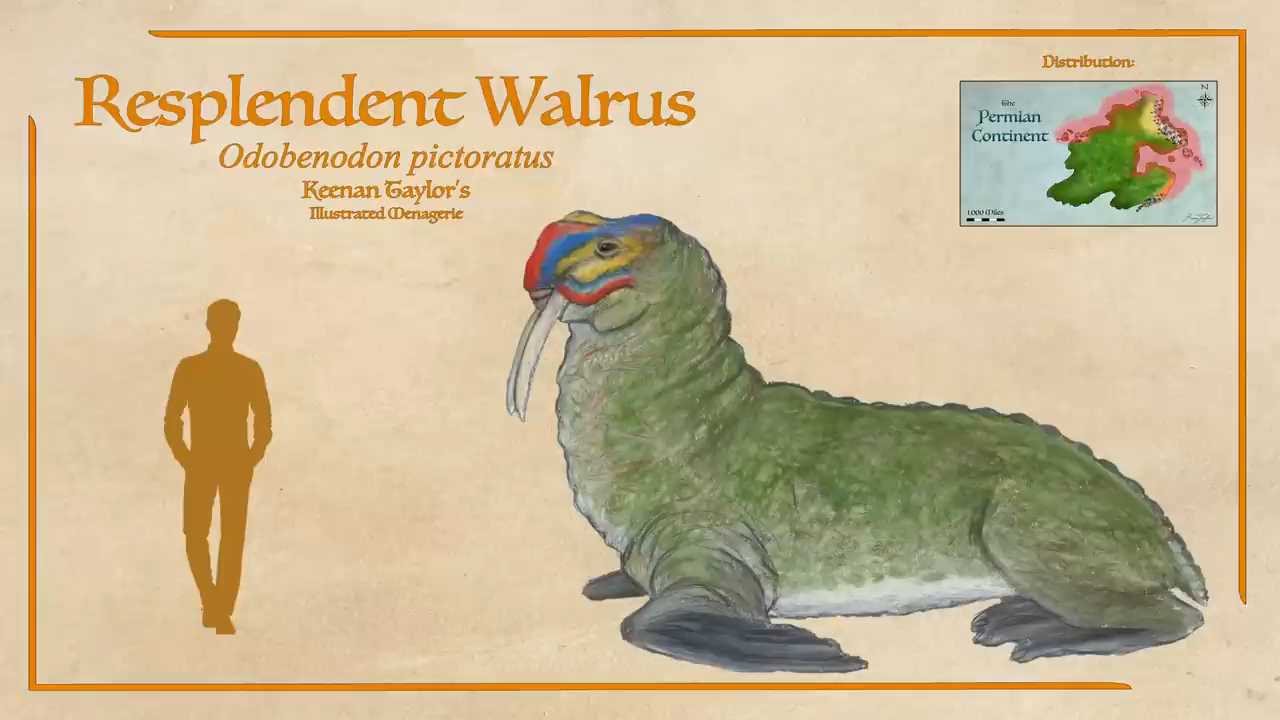 Resplendent Walrus
Odobenodon pictoratus
Keenan Taylor's
Illustrated Menagerie
Distribution:
N
The
Permian
Continent
1,000 Miles